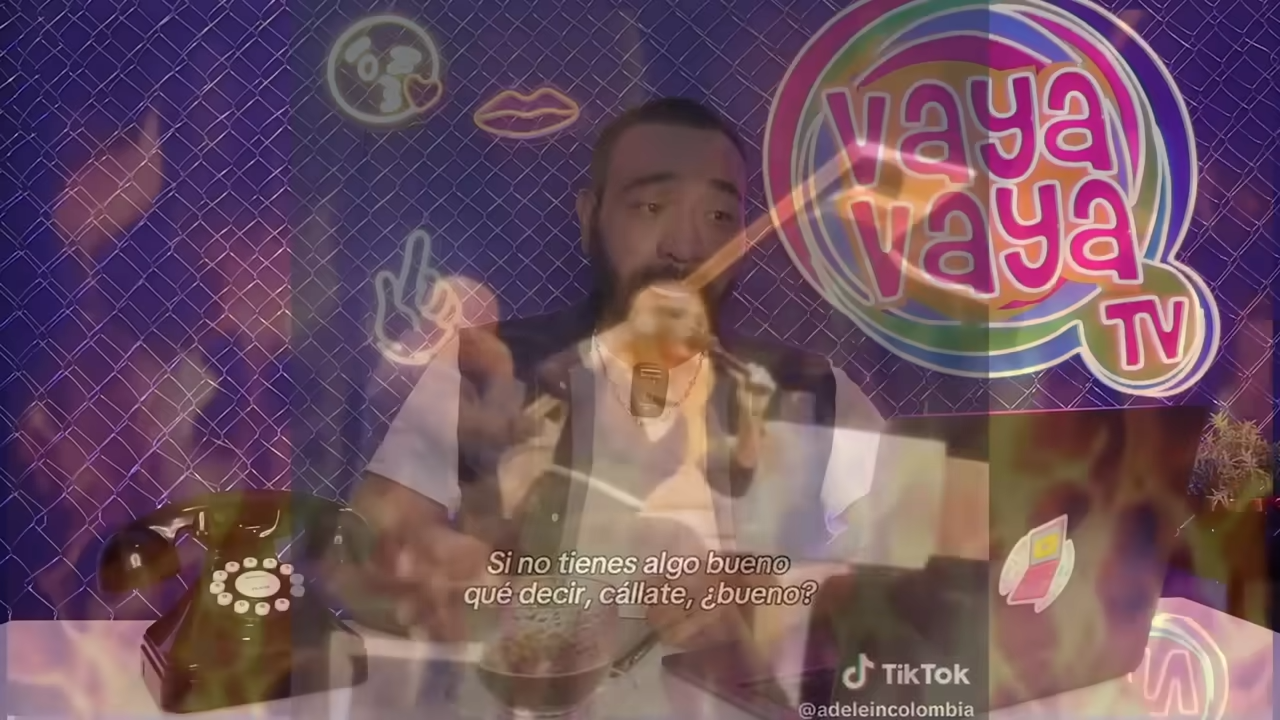 vaya
vaya
TV
Si no tienes algo bueno
qué decir, cállate, ¿bueno?
TikTok
@adeleincolombia